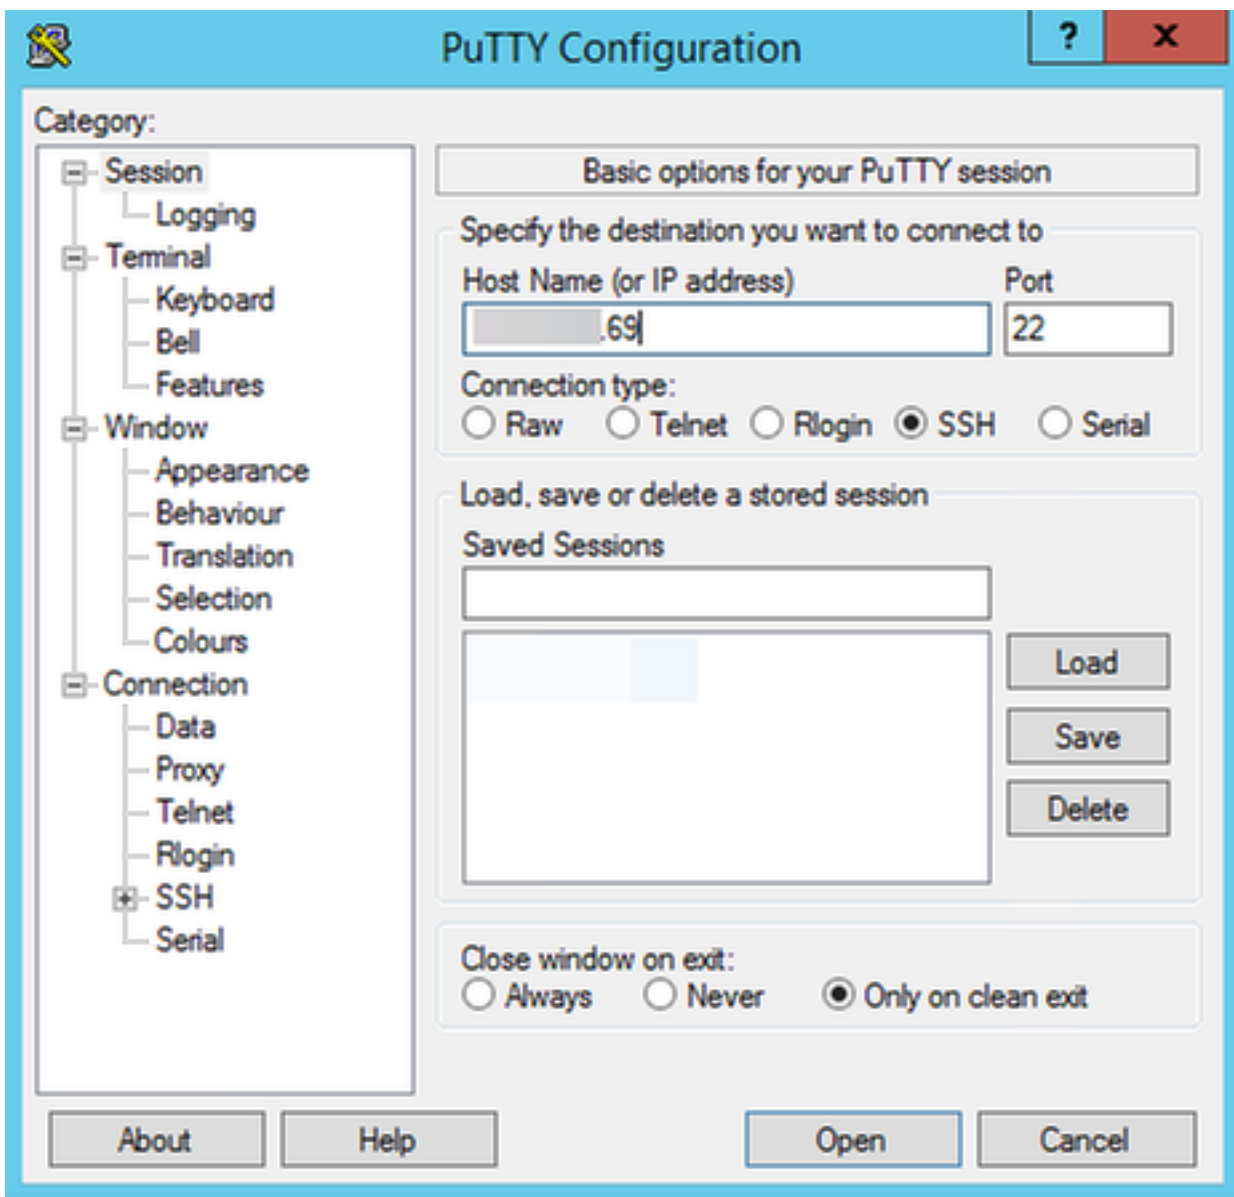 PuTTY Configuration
?
x
Category:
Session
Logging
Terminal
Keyboard
Bell
Features
Window
Appearance
Behaviour
Translation
Selection
Colours
Connection
Data
Proxy
Telnet
Rlogin
SSH
Serial
Basic options for your PuTTY session
Specify the destination you want to connect to
Host Name (or IP address) Port
.69 22
Connection type:
Raw Telnet Rlogin SSH Serial
Load, save or delete a stored session
Saved Sessions
Load
Save
Delete
Close window on exit:
Always Never Only on clean exit
About Help Open Cancel